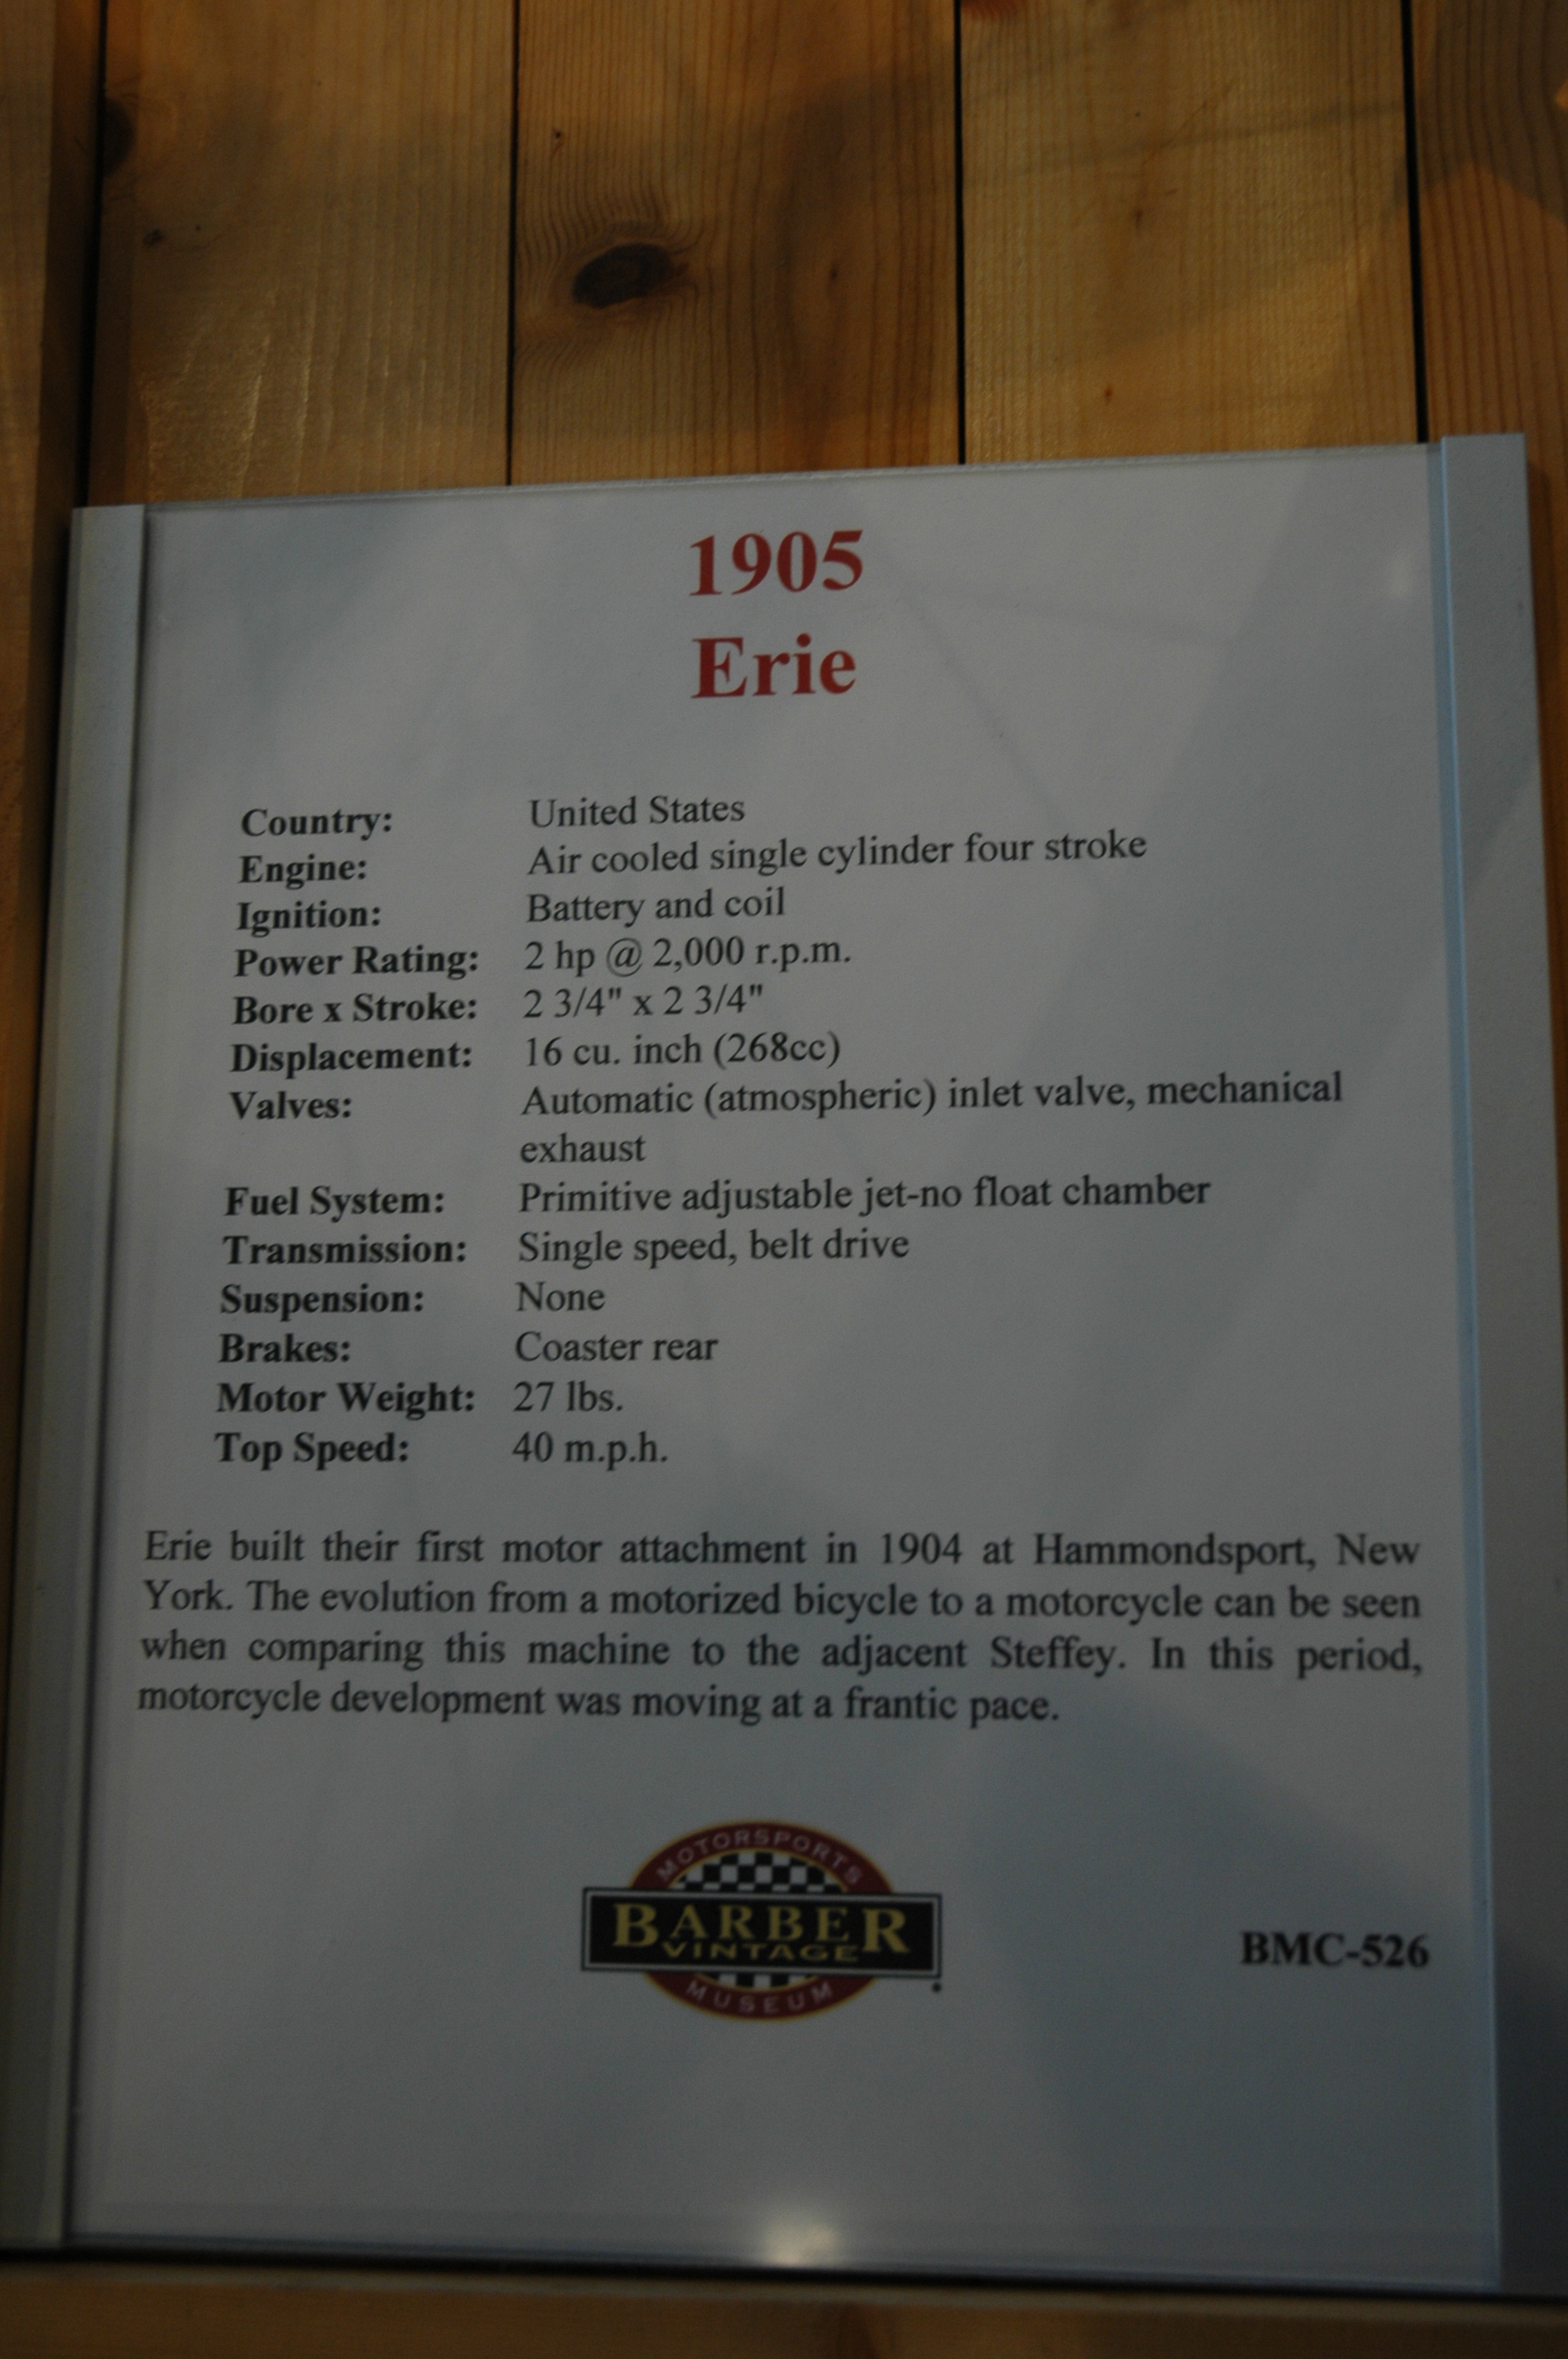 1905
Erie
Country: United States
Engine: Air cooled single cylinder four stroke
Ignition: Battery and coil
Power Rating: 2 hp @ 2,000 r.p.m.
Bore x Stroke: 2 3/4" x 2 3/4"
Displacement: 16 cu. inch (268cc)
Valves: Automatic (atmospheric) inlet valve, mechanical
exhaust
Fuel System: Primitive adjustable jet-no float chamber
Transmission: Single speed, belt drive
Suspension: None
Brakes: Coaster rear
Motor Weight: 27 lbs.
Top Speed: 40 m.p.h.
Erie built their first motor attachment in 1904 at Hammondsport, New
York. The evolution from a motorized bicycle to a motorcycle can be seen
when comparing this machine to the adjacent Steffey. In this period,
motorcycle development was moving at a frantic pace.
MOTORSPORTS
BARBER
VINTAGE
MUSEUM
BMC-526